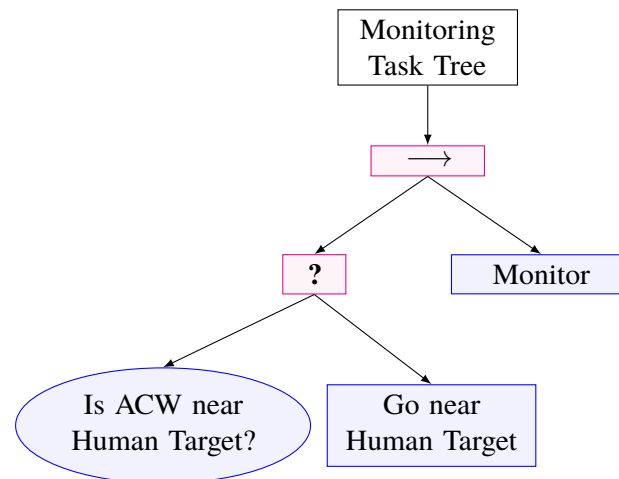 Monitoring
Task Tree
⟶
?
Monitor
Is ACW near
Human Target?
Go near
Human Target